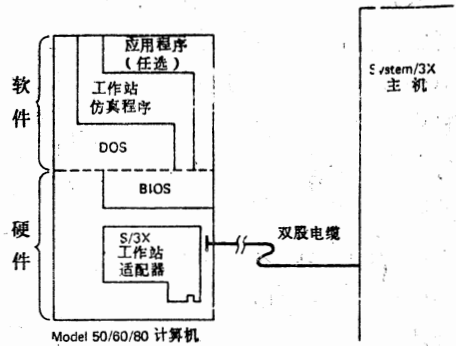 应用程序
(任选)
工作站
仿真程序
DOS
软件
BIOS
硬件
S/3X
工作站
适配器
双股电缆
System/3X
主机
Model 50/60/80 计算机